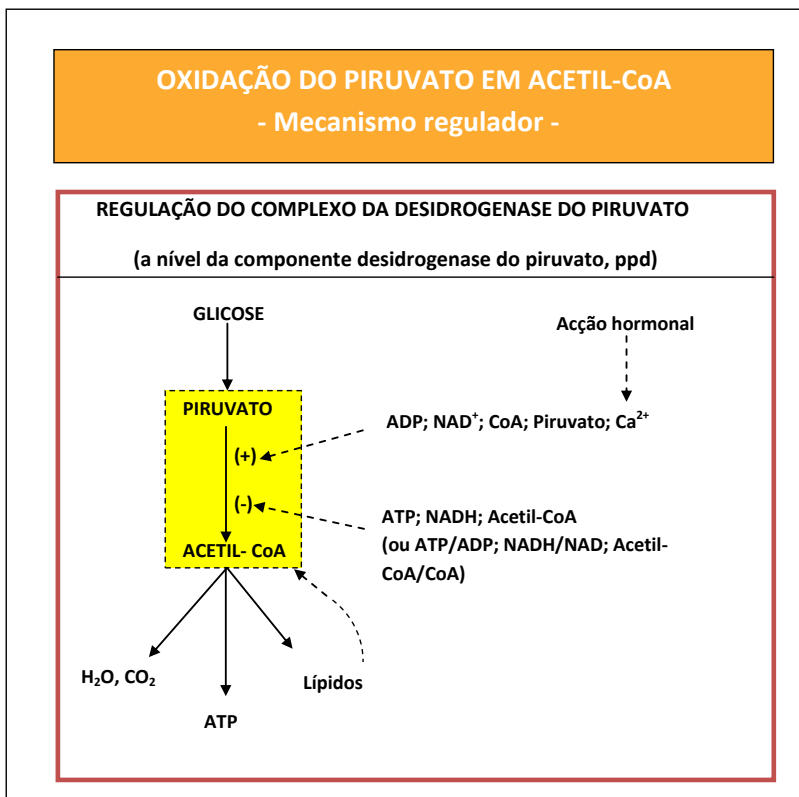 OXIDAÇÃO DO PIRUVATO EM ACETIL-CoA
- Mecanismo regulador -
REGULAÇÃO DO COMPLEXO DA DESIDROGENASE DO PIRUVATO
(a nível da componente desidrogenase do piruvato, ppd)
GLICOSE
Acção hormonal
PIRUVATO
ADP; NAD⁺; CoA; Piruvato; Ca²⁺
(+)
(-)
ATP; NADH; Acetil-CoA
(ou ATP/ADP; NADH/NAD; Acetil-
CoA/CoA)
ACETIL- CoA
H₂O, CO₂
Lípidos
ATP